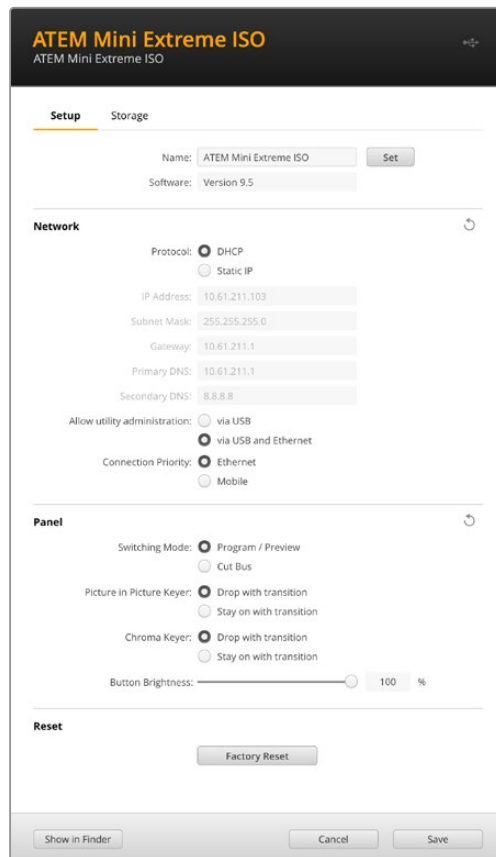 ATEM Mini Extreme ISO
ATEM Mini Extreme ISO
Setup Storage
Name: ATEM Mini Extreme ISO Set
Software: Version 9.5
Network
Protocol: DHCP
Static IP
IP Address: 10.61.211.103
Subnet Mask: 255.255.255.0
Gateway: 10.61.211.1
Primary DNS: 10.61.211.1
Secondary DNS: 8.8.8.8
Allow utility administration: via USB
via USB and Ethernet
Connection Priority: Ethernet
Mobile
Panel
Switching Mode: Program / Preview
Cut Bus
Picture in Picture Keyer: Drop with transition
Stay on with transition
Chroma Keyer: Drop with transition
Stay on with transition
Button Brightness: 100 %
Reset
Factory Reset
Show in Finder Cancel Save